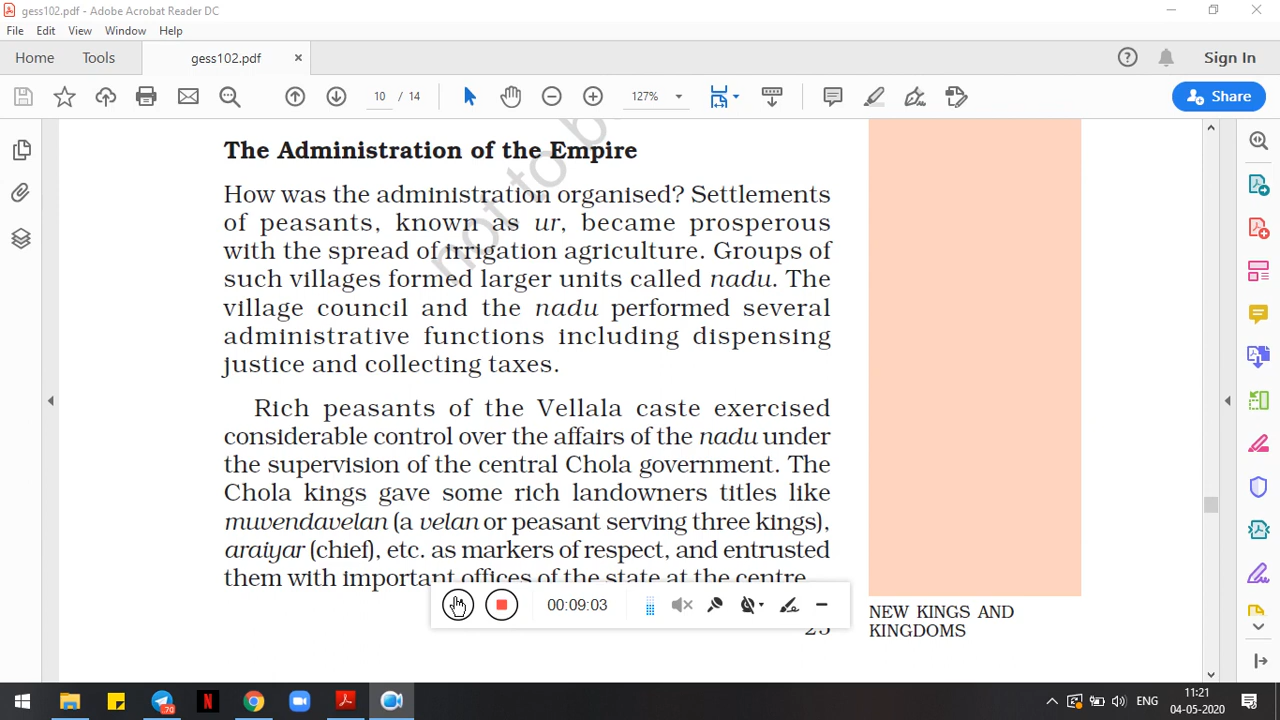 gess102.pdf - Adobe Acrobat Reader DC
File Edit View Window Help
Home Tools gess102.pdf × Sign In
10 / 14 127% Share
not to b
The Administration of the Empire
How was the administration organised? Settlements
of peasants, known as ur, became prosperous
with the spread of irrigation agriculture. Groups of
such villages formed larger units called nadu. The
village council and the nadu performed several
administrative functions including dispensing
justice and collecting taxes.
Rich peasants of the Vellala caste exercised
considerable control over the affairs of the nadu under
the supervision of the central Chola government. The
Chola kings gave some rich landowners titles like
muvendavelan (a velan or peasant serving three kings),
araiyar (chief), etc. as markers of respect, and entrusted
them with important offices of the state at the centre.
00:09:03
NEW KINGS AND
KINGDOMS
70
ENG
11:21
04-05-2020